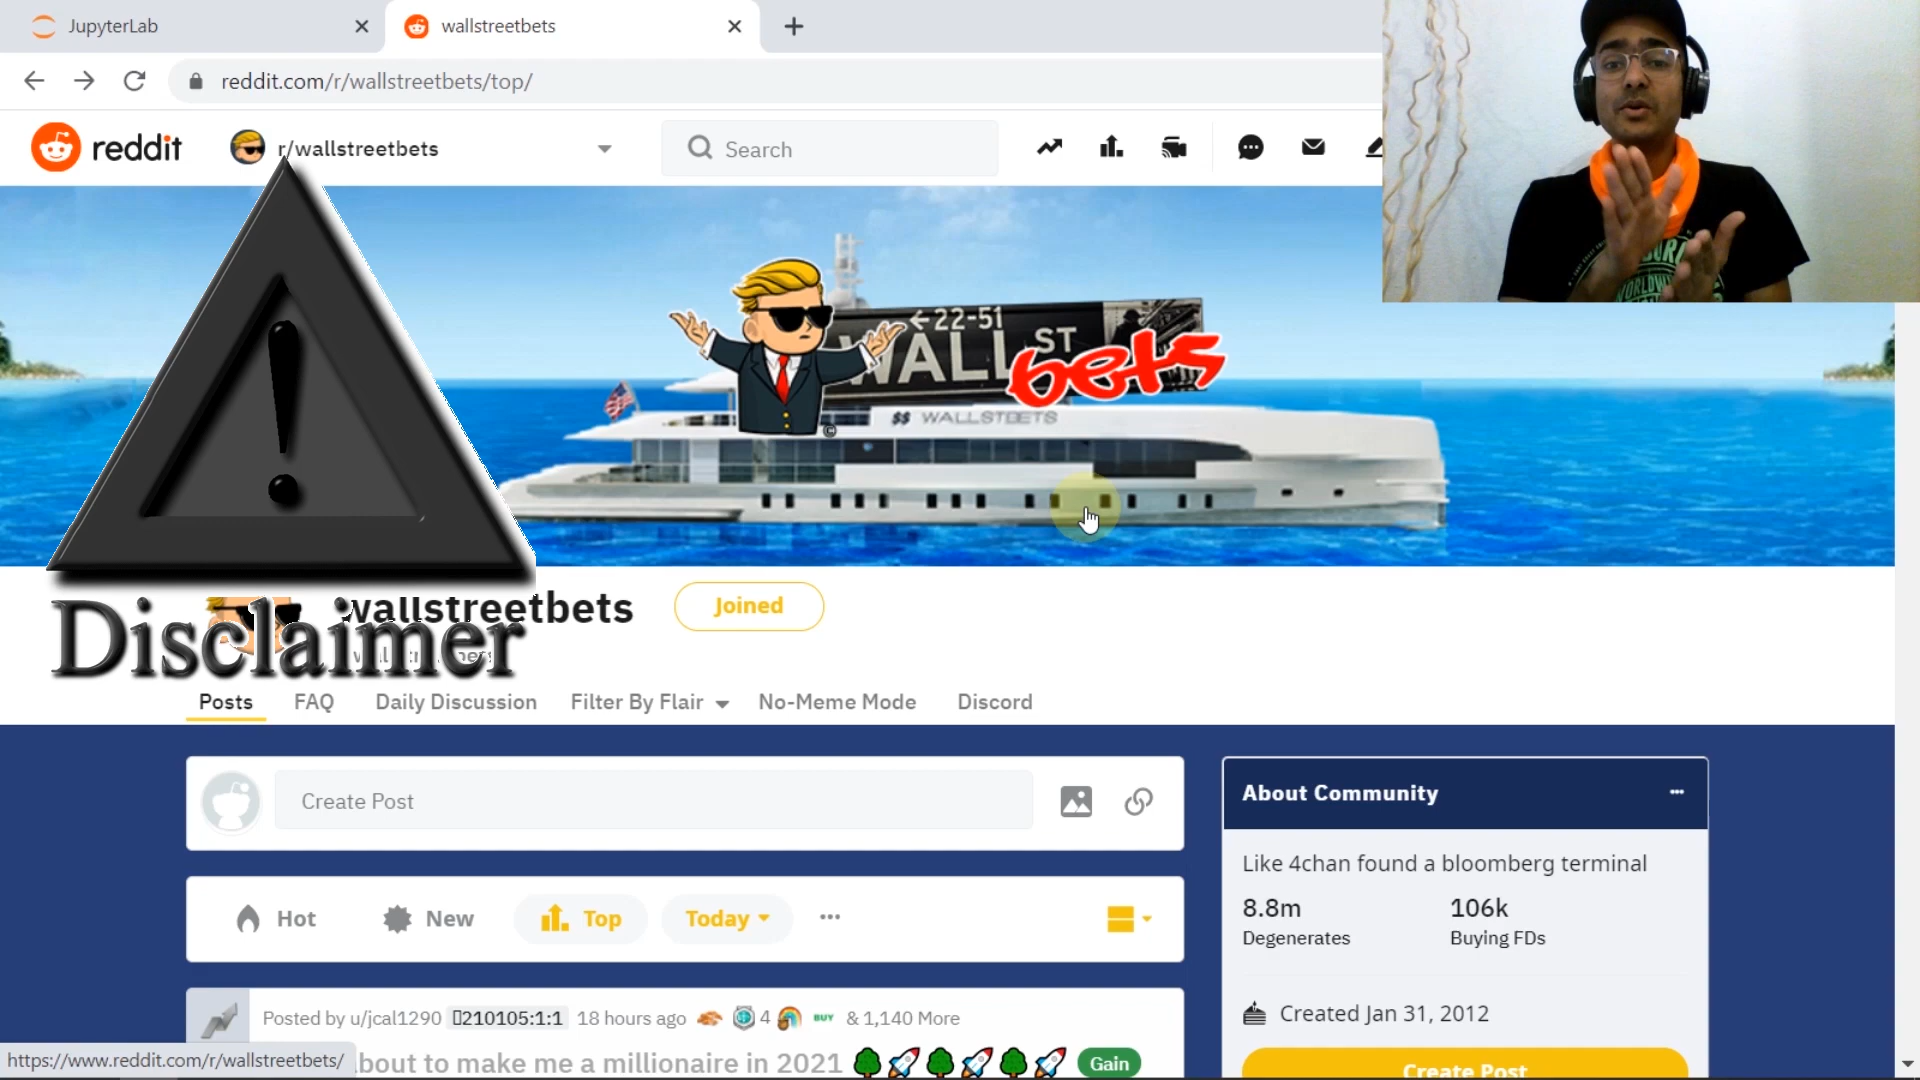 JupyterLab
wallstreetbets
reddit.com/r/wallstreetbets/top/
reddit
r/wallstreetbets
Search
←22-51
WALL ST
bets
$$ WALLSTBETS
wallstreetbets
Joined
Disclaimer
Posts
FAQ
Daily Discussion
Filter By Flair
No-Meme Mode
Discord
Create Post
Hot
New
Top
Today
About Community
Like 4chan found a bloomberg terminal
8.8m
106k
Degenerates
Buying FDs
Created Jan 31, 2012
Create Post
Posted by u/jcal1290
210105:1:1
18 hours ago
4
BUY
& 1,140 More
bout to make me a millionaire in 2021
Gain
https://www.reddit.com/r/wallstreetbets/